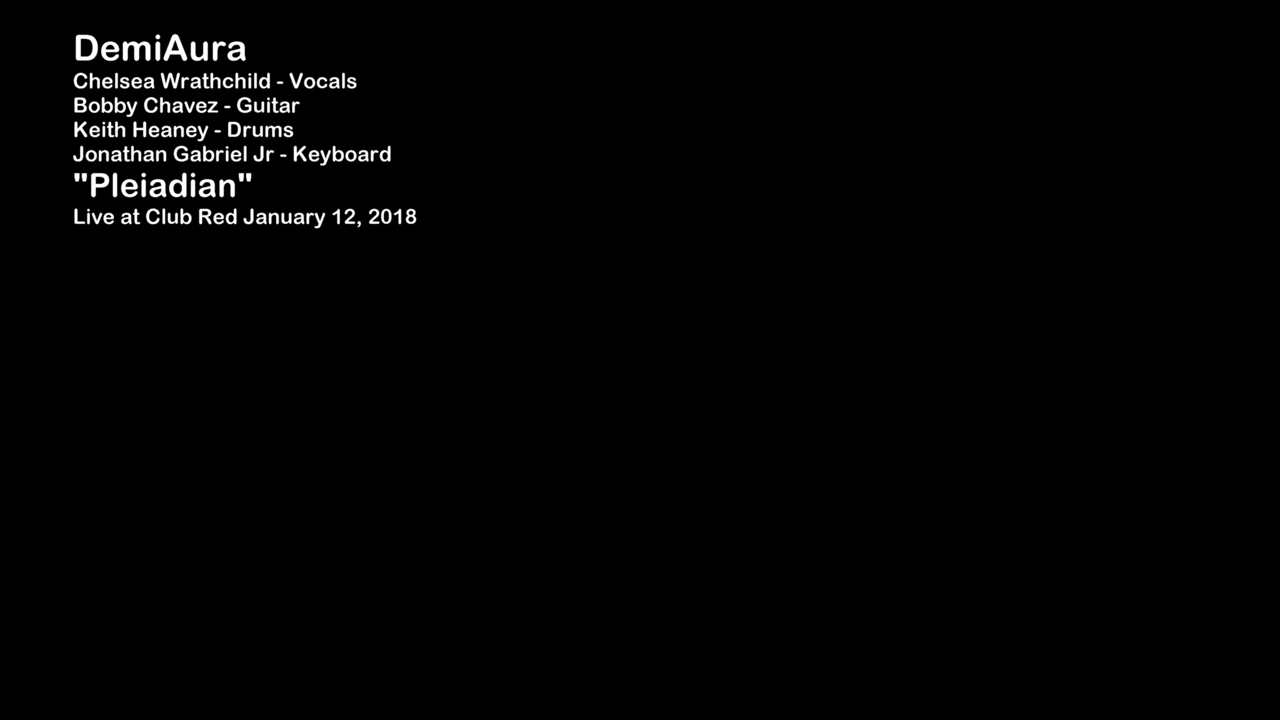 DemiAura
Chelsea Wrathchild - Vocals
Bobby Chavez - Guitar
Keith Heaney - Drums
Jonathan Gabriel Jr - Keyboard
"Pleiadian"
Live at Club Red January 12, 2018